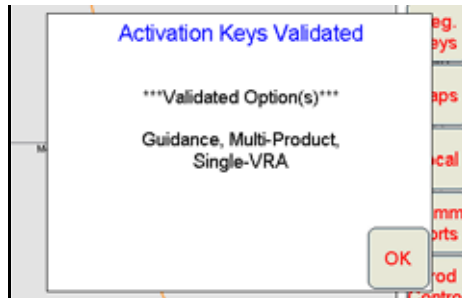 Activation Keys Validated
***Validated Option(s)***
Guidance, Multi-Product,
Single-VRA
OK